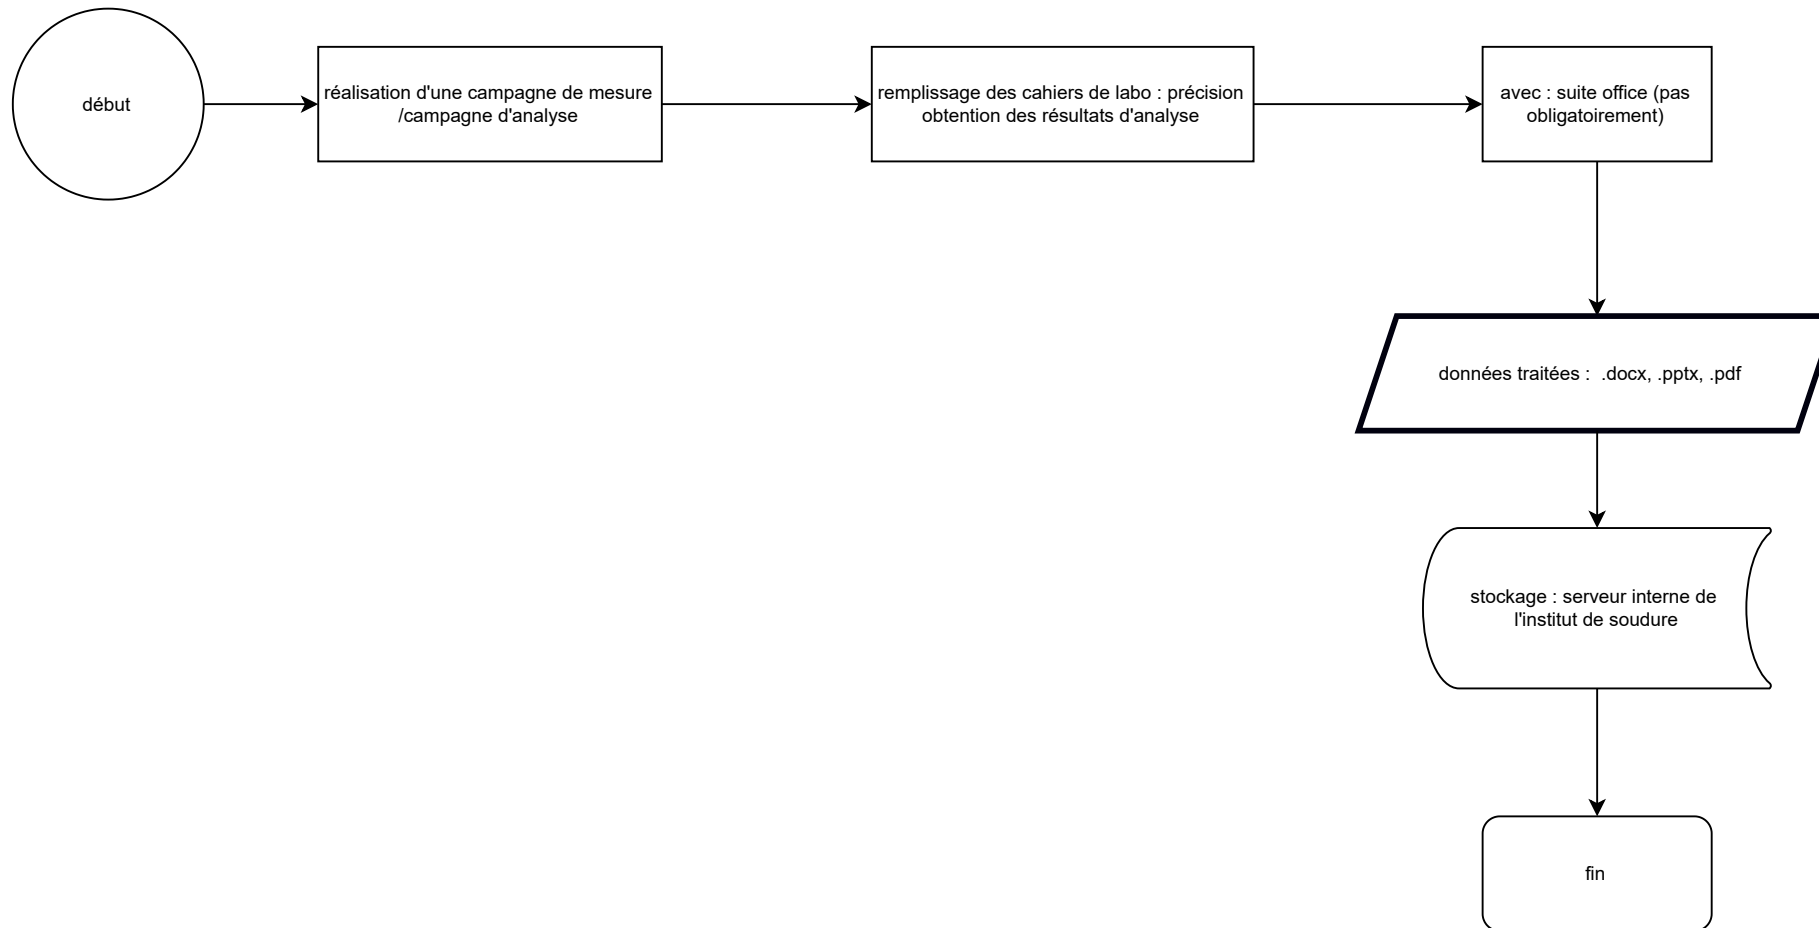 début
réalisation d'une campagne de mesure
/campagne d'analyse
remplissage des cahiers de labo : précision
obtention des résultats d'analyse
avec : suite office (pas
obligatoirement)
données traitées :  .docx, .pptx, .pdf
stockage : serveur interne de
l'institut de soudure
fin